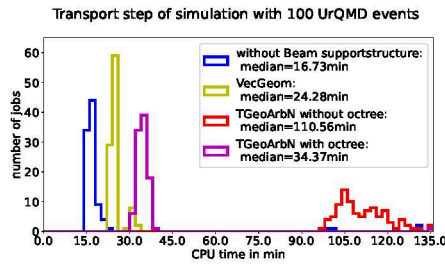 Transport step of simulation with 100 UrQMD events
number of jobs
60
50
40
30
20
10
0
without Beam supportstructure:
median=16.73min
VecGeom:
median=24.28min
TGeoArbN without octree:
median=110.56min
TGeoArbN with octree:
median=34.37min
0.0 15.0 30.0 45.0 60.0 75.0 90.0 105.0 120.0 135.0
CPU time in min